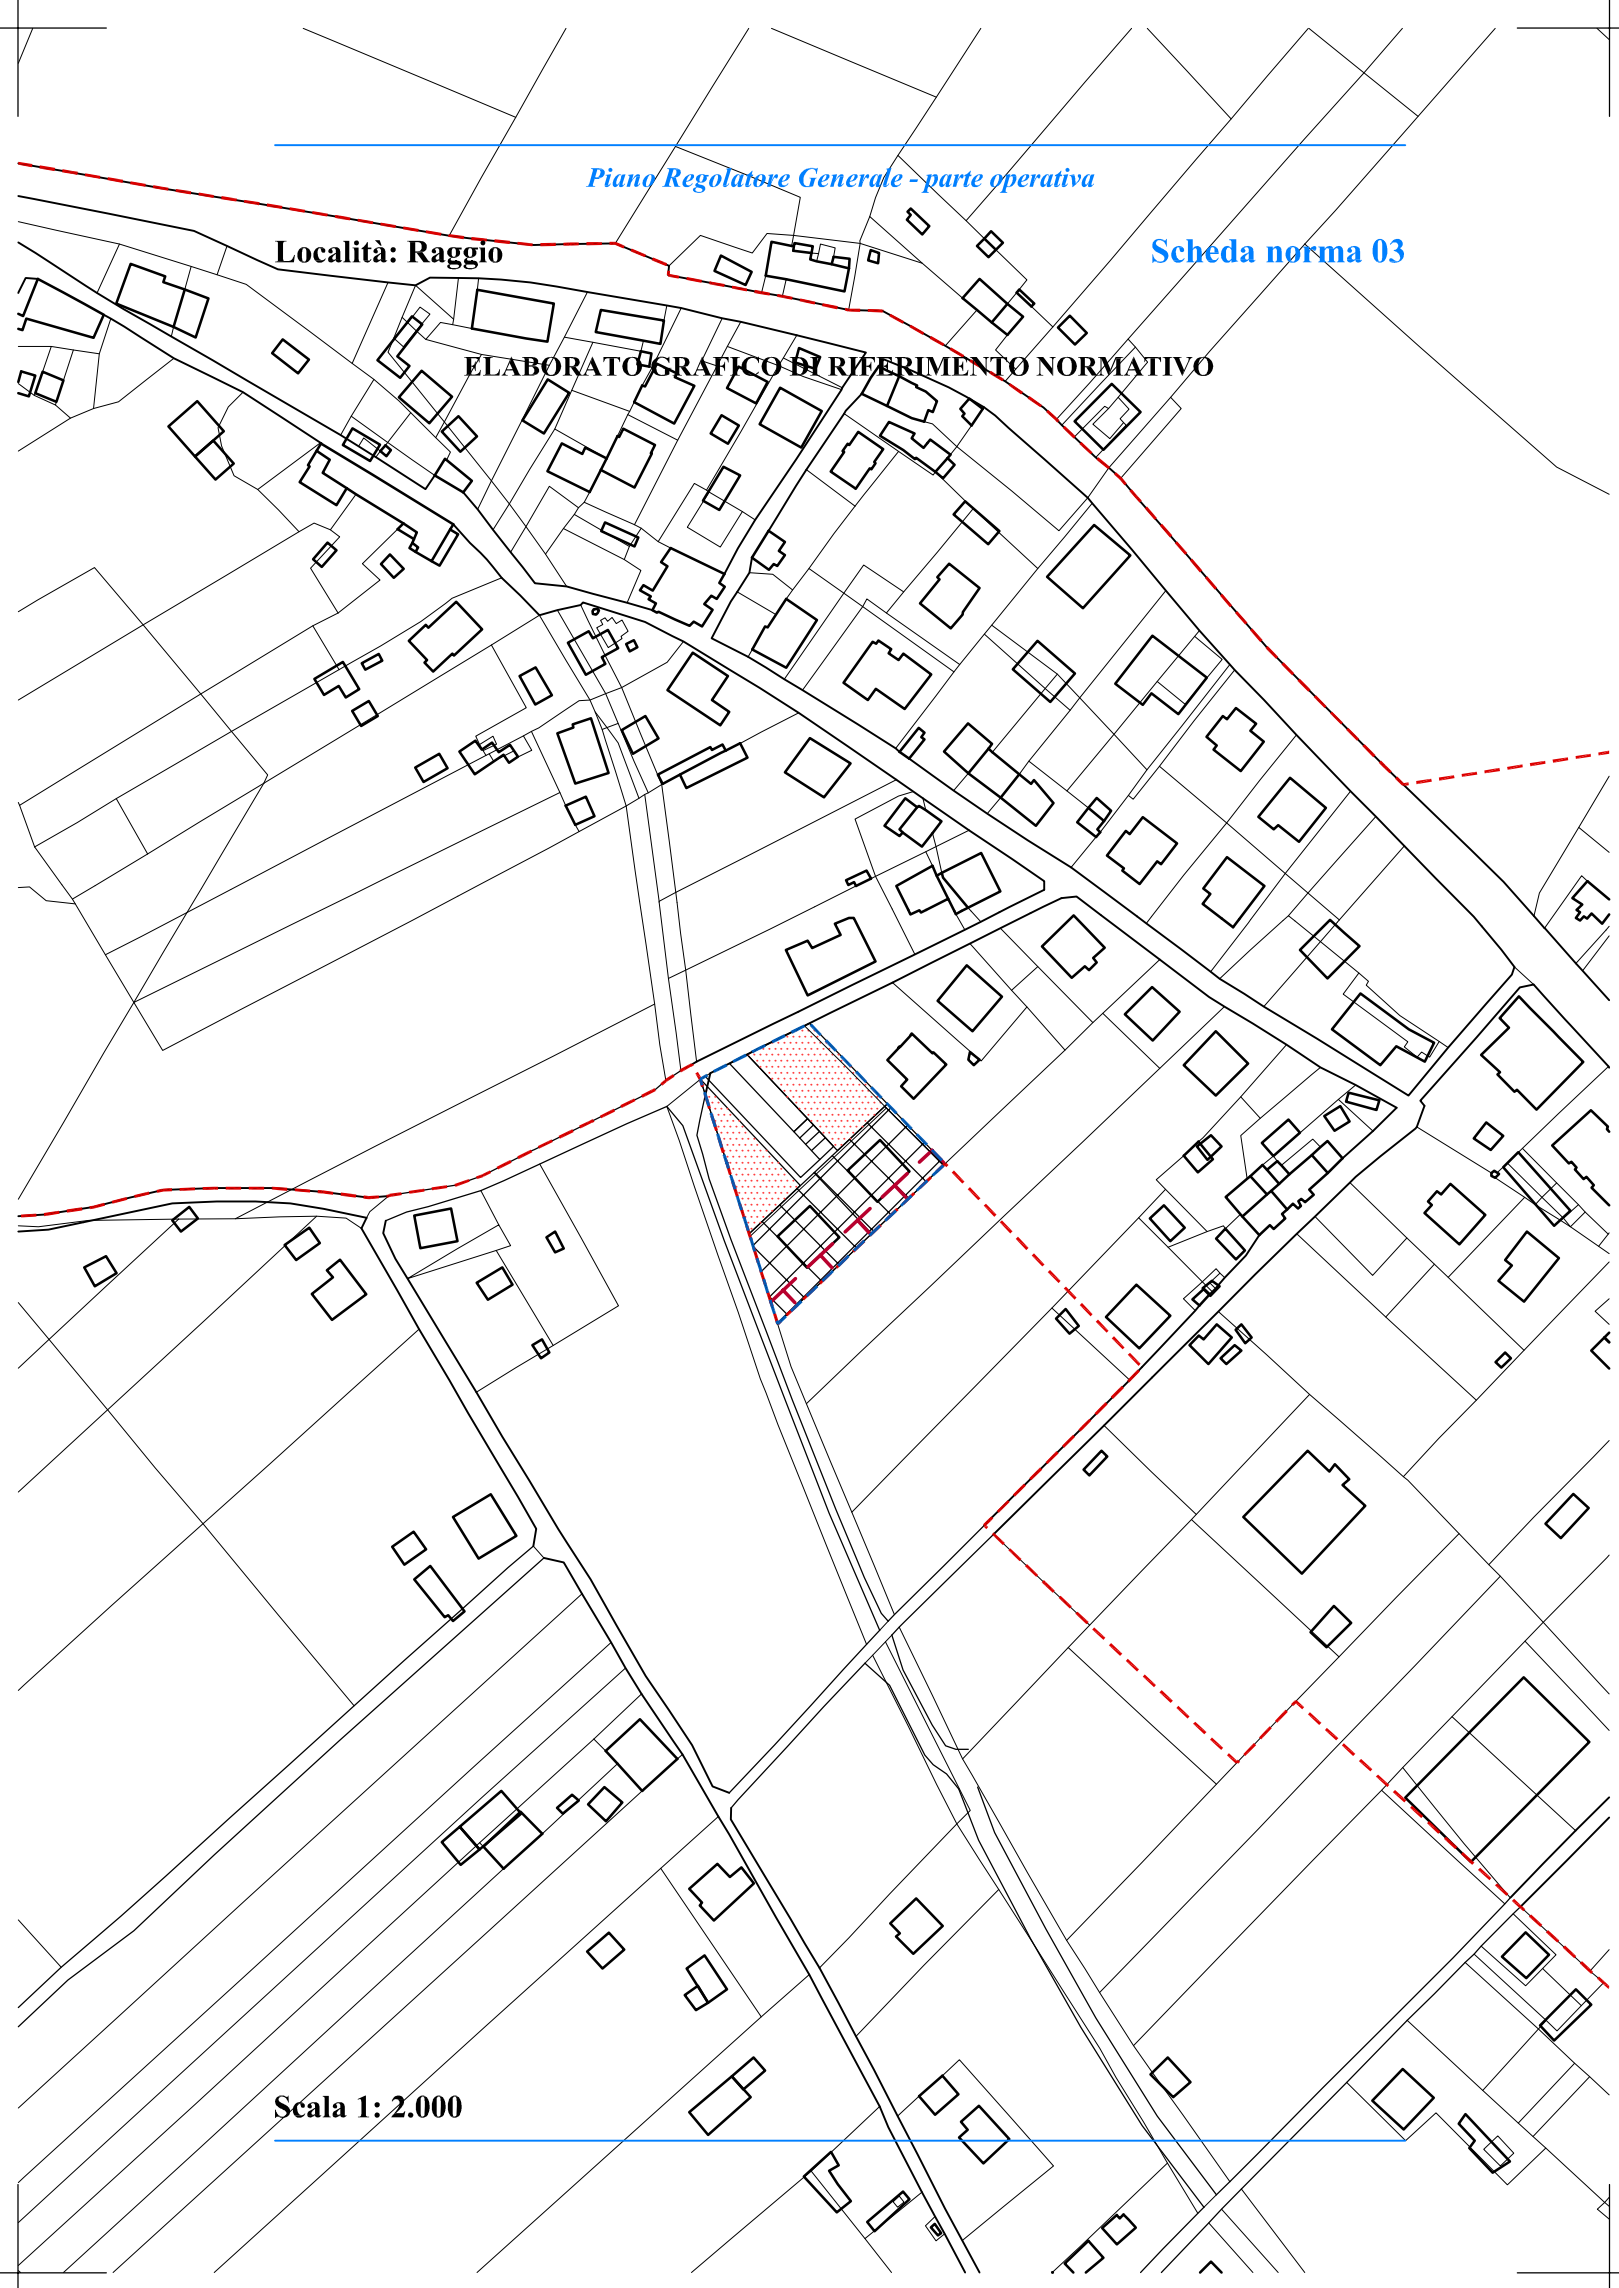 Piano Regolatore Generale - parte operativa
Località: Raggio
Scheda norma 03
ELABORATO GRAFICO DI RIFERIMENTO NORMATIVO
Scala 1: 2.000